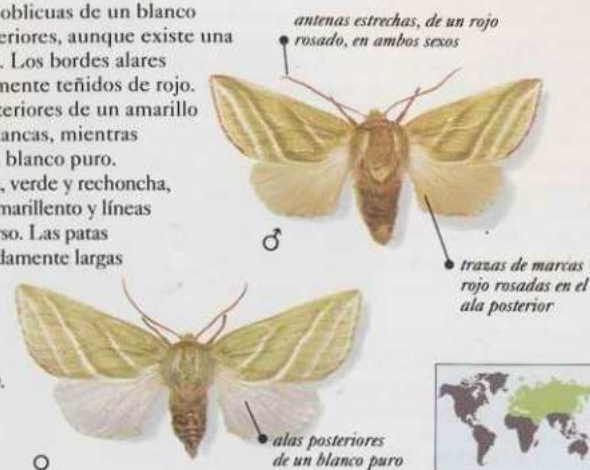 oblicuas de un blanco
eriores, aunque existe una
. Los bordes alares
mente teñidos de rojo.
teriores de un amarillo
ancas, mientras
blanco puro.
, verde y rechoncha,
marillento y líneas
rso. Las patas
damente largas
antenas estrechas, de un rojo
rosado, en ambos sexos
♂
trazas de marcas
rojo rosadas en el
ala posterior
alas posteriores
de un blanco puro